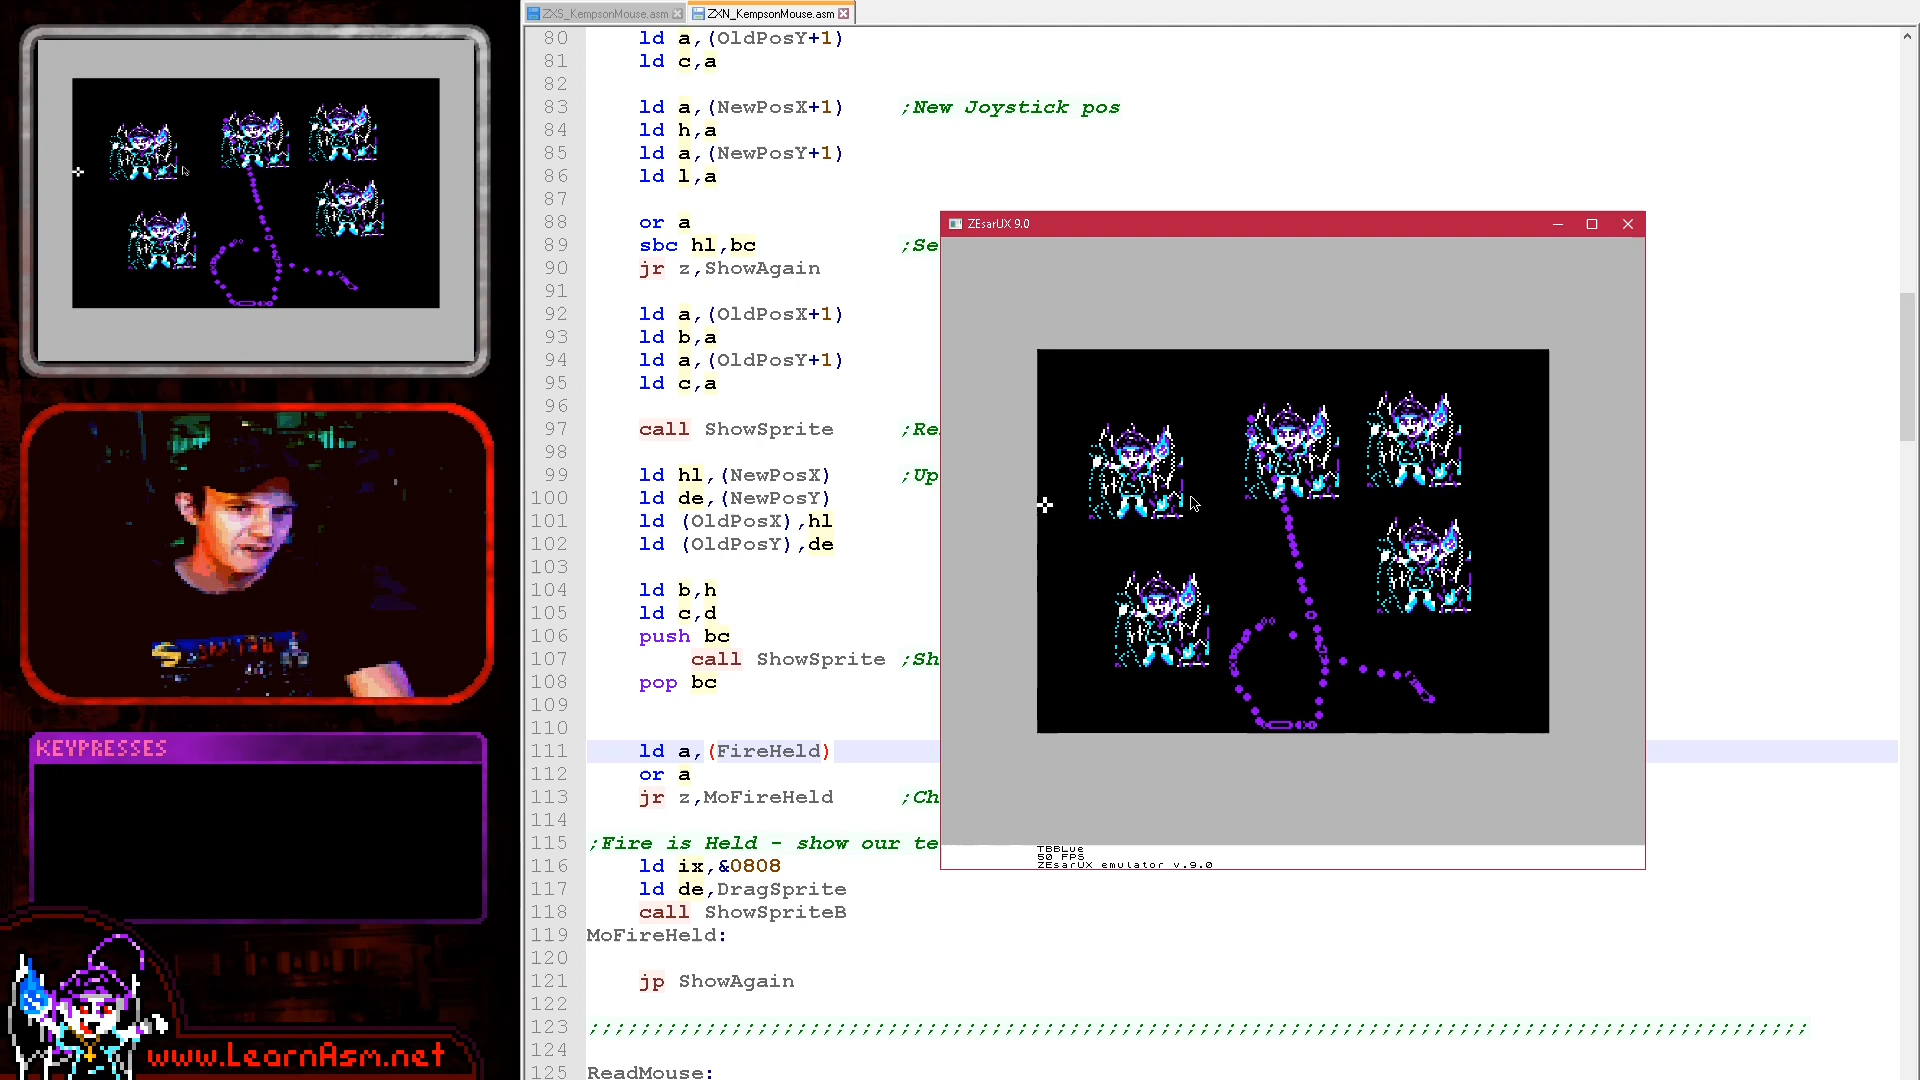 ZXS_KempsonMouse.asm
ZXN_KempsonMouse.asm
80 ld a,(OldPosY+1)
81 ld c,a
82
83 ld a,(NewPosX+1) ;New Joystick pos
84 ld h,a
85 ld a,(NewPosY+1)
86 ld l,a
87
88 or a
89 sbc hl,bc ;Se
90 jr z,ShowAgain
91
92 ld a,(OldPosX+1)
93 ld b,a
94 ld a,(OldPosY+1)
95 ld c,a
96
97 call ShowSprite ;Re
98
99 ld hl,(NewPosX) ;Up
100 ld de,(NewPosY)
101 ld (OldPosX),hl
102 ld (OldPosY),de
103
104 ld b,h
105 ld c,d
106 push bc
107 call ShowSprite ;Sh
108 pop bc
109
110
111 ld a,(FireHeld)
112 or a
113 jr z,MoFireHeld ;Ch
114
115 ;Fire is Held - show our te
116 ld ix,&0808
117 ld de,DragSprite
118 call ShowSpriteB
119 MoFireHeld:
120
121 jp ShowAgain
122
123 ;;;;;;;;;;;;;;;;;;;;;;;;;;;;;;;;;;;;;;;;;;;;;;;;;;;;;;;;;;;;;;;;;;;;;;;;;;;;;;;;;;;;;;;;;;;;;
124
125 ReadMouse:
ZEsarUX 9.0
TBBLue
50 FPS
ZEsarUX emulator v.9.0
KEYPRESSES
www.LearnAsm.net